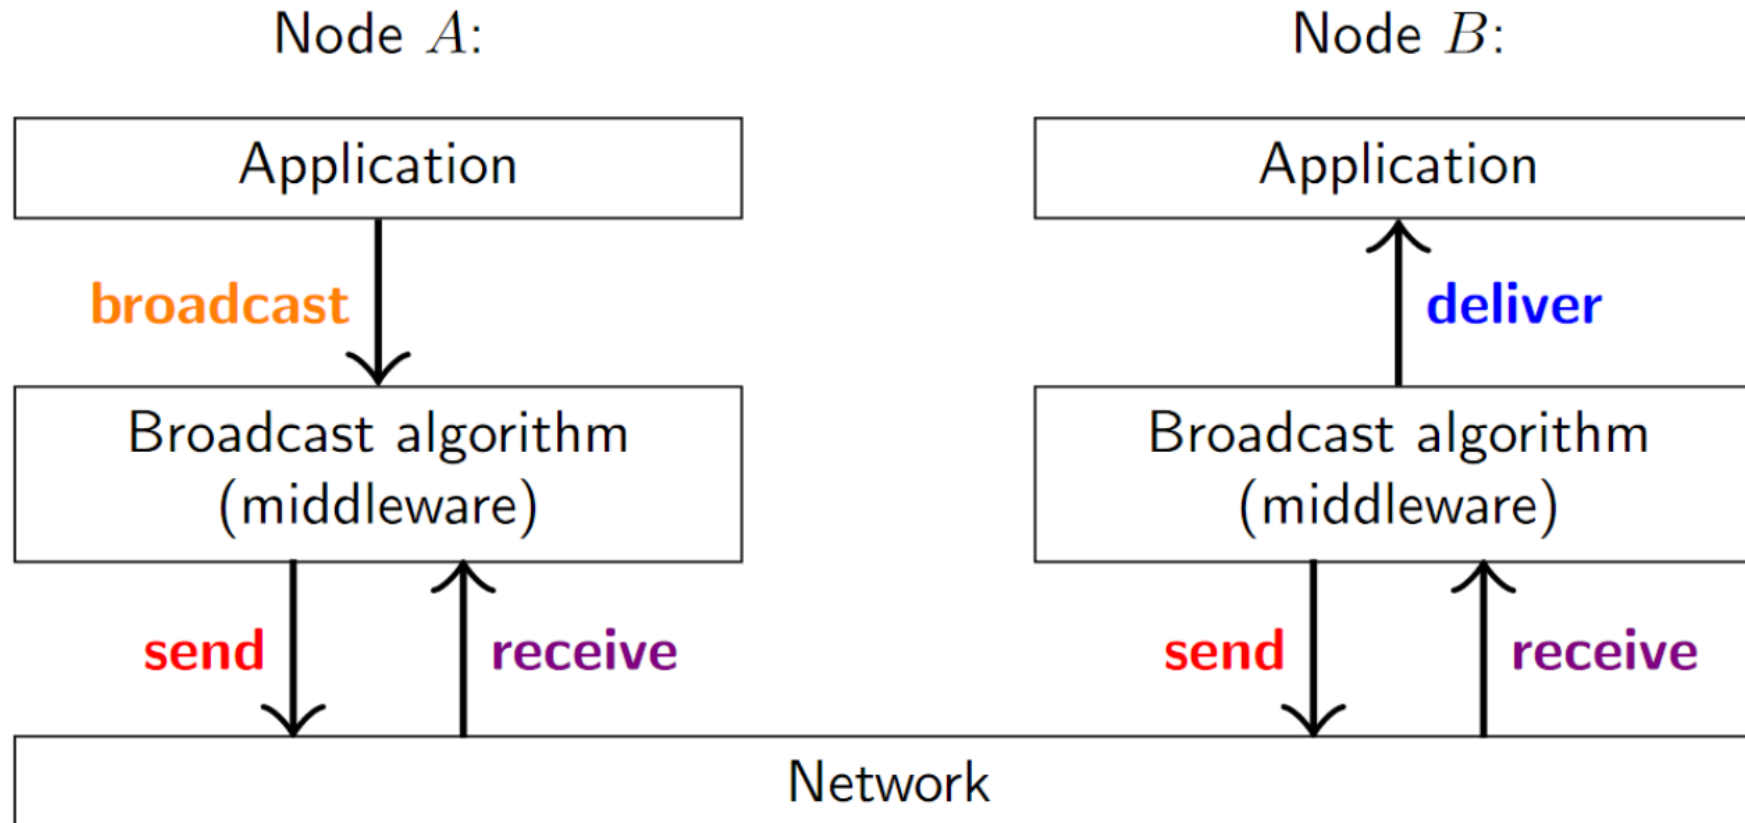 Node A:
Node B:
Application
Application
broadcast
deliver
Broadcast algorithm
(middleware)
Broadcast algorithm
(middleware)
send
receive
send
receive
Network